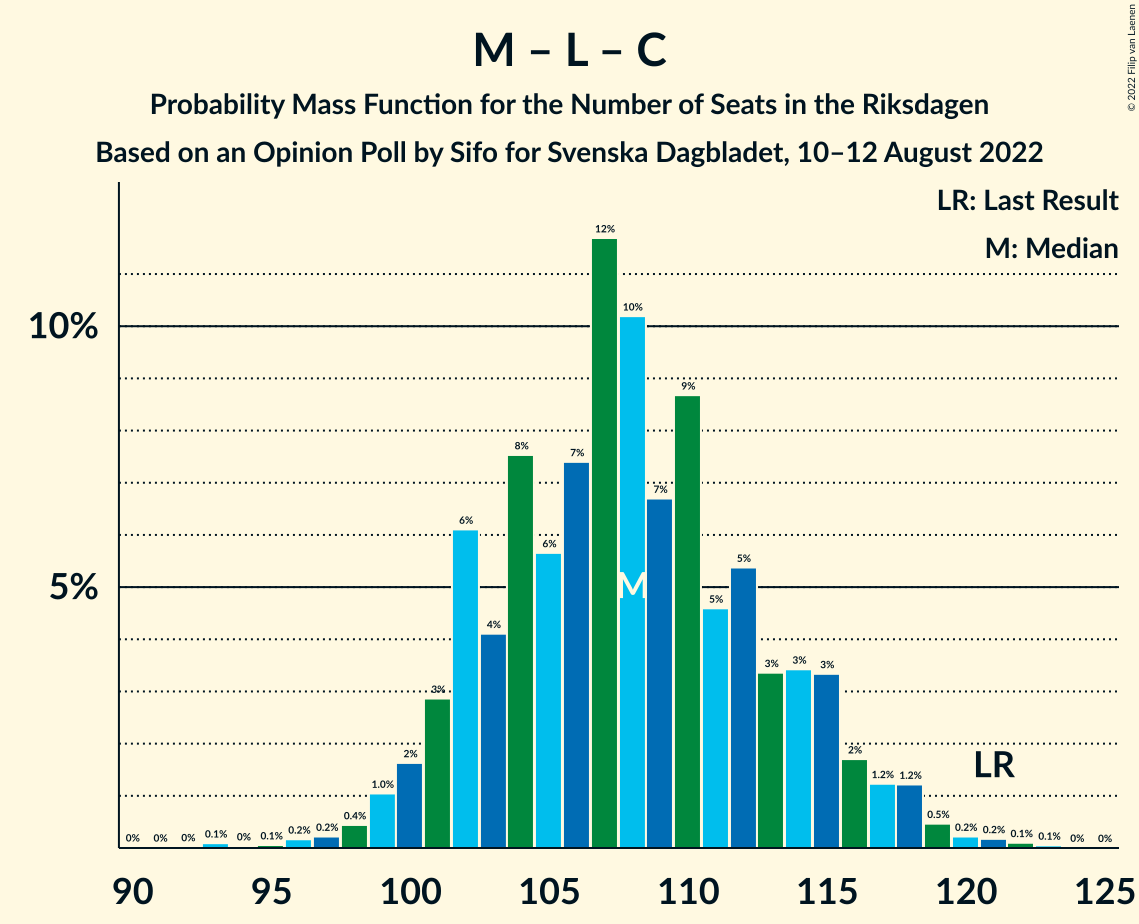 M – L – C
Probability Mass Function for the Number of Seats in the Riksdagen
Based on an Opinion Poll by Sifo for Svenska Dagbladet, 10–12 August 2022
© 2022 Filip van Laenen
LR: Last Result
M: Median
10%
5%
0% 0% 0% 0.1% 0% 0.1% 0.2% 0.2% 0.4% 1.0% 2% 3% 6% 4% 8% 6% 7% 12% 10% 7% 9% 5% 5% 3% 3% 3% 2% 1.2% 1.2% 0.5% 0.2% 0.2% 0.1% 0.1% 0% 0%
M
LR
90 95 100 105 110 115 120 125